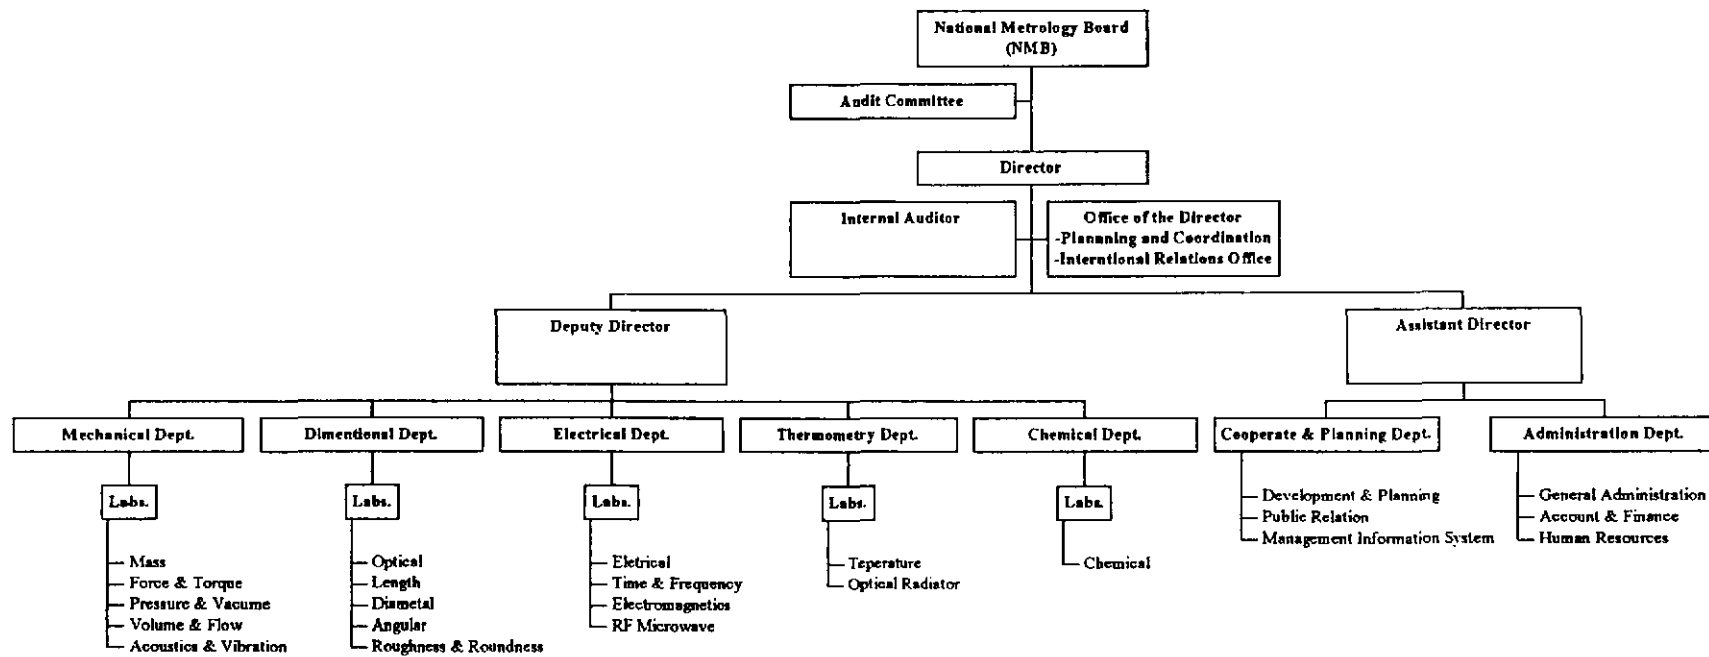 National Metrology Board
(NMB)
Audit Committee
Director
Internal Auditor
Office of the Director
-Plananing and Coordination
-Interntional Relations Office
Deputy Director
Assistant Director
Mechanical Dept.
Dimentional Dept.
Electrical Dept.
Thermometry Dept.
Chemical Dept.
Cooperate & Planning Dept.
Administration Dept.
Labs.
Labs.
Labs.
Labs.
Labs.
Mass
Force & Torque
Pressure & Vacume
Volume & Flow
Acoustics & Vibration
Optical
Length
Diametal
Angular
Roughness & Roundness
Eletrical
Time & Frequency
Electromagnetics
RF Microwave
Teperature
Optical Radiator
Chemical
Development & Planning
Public Relation
Management Information System
General Administration
Account & Finance
Human Resources